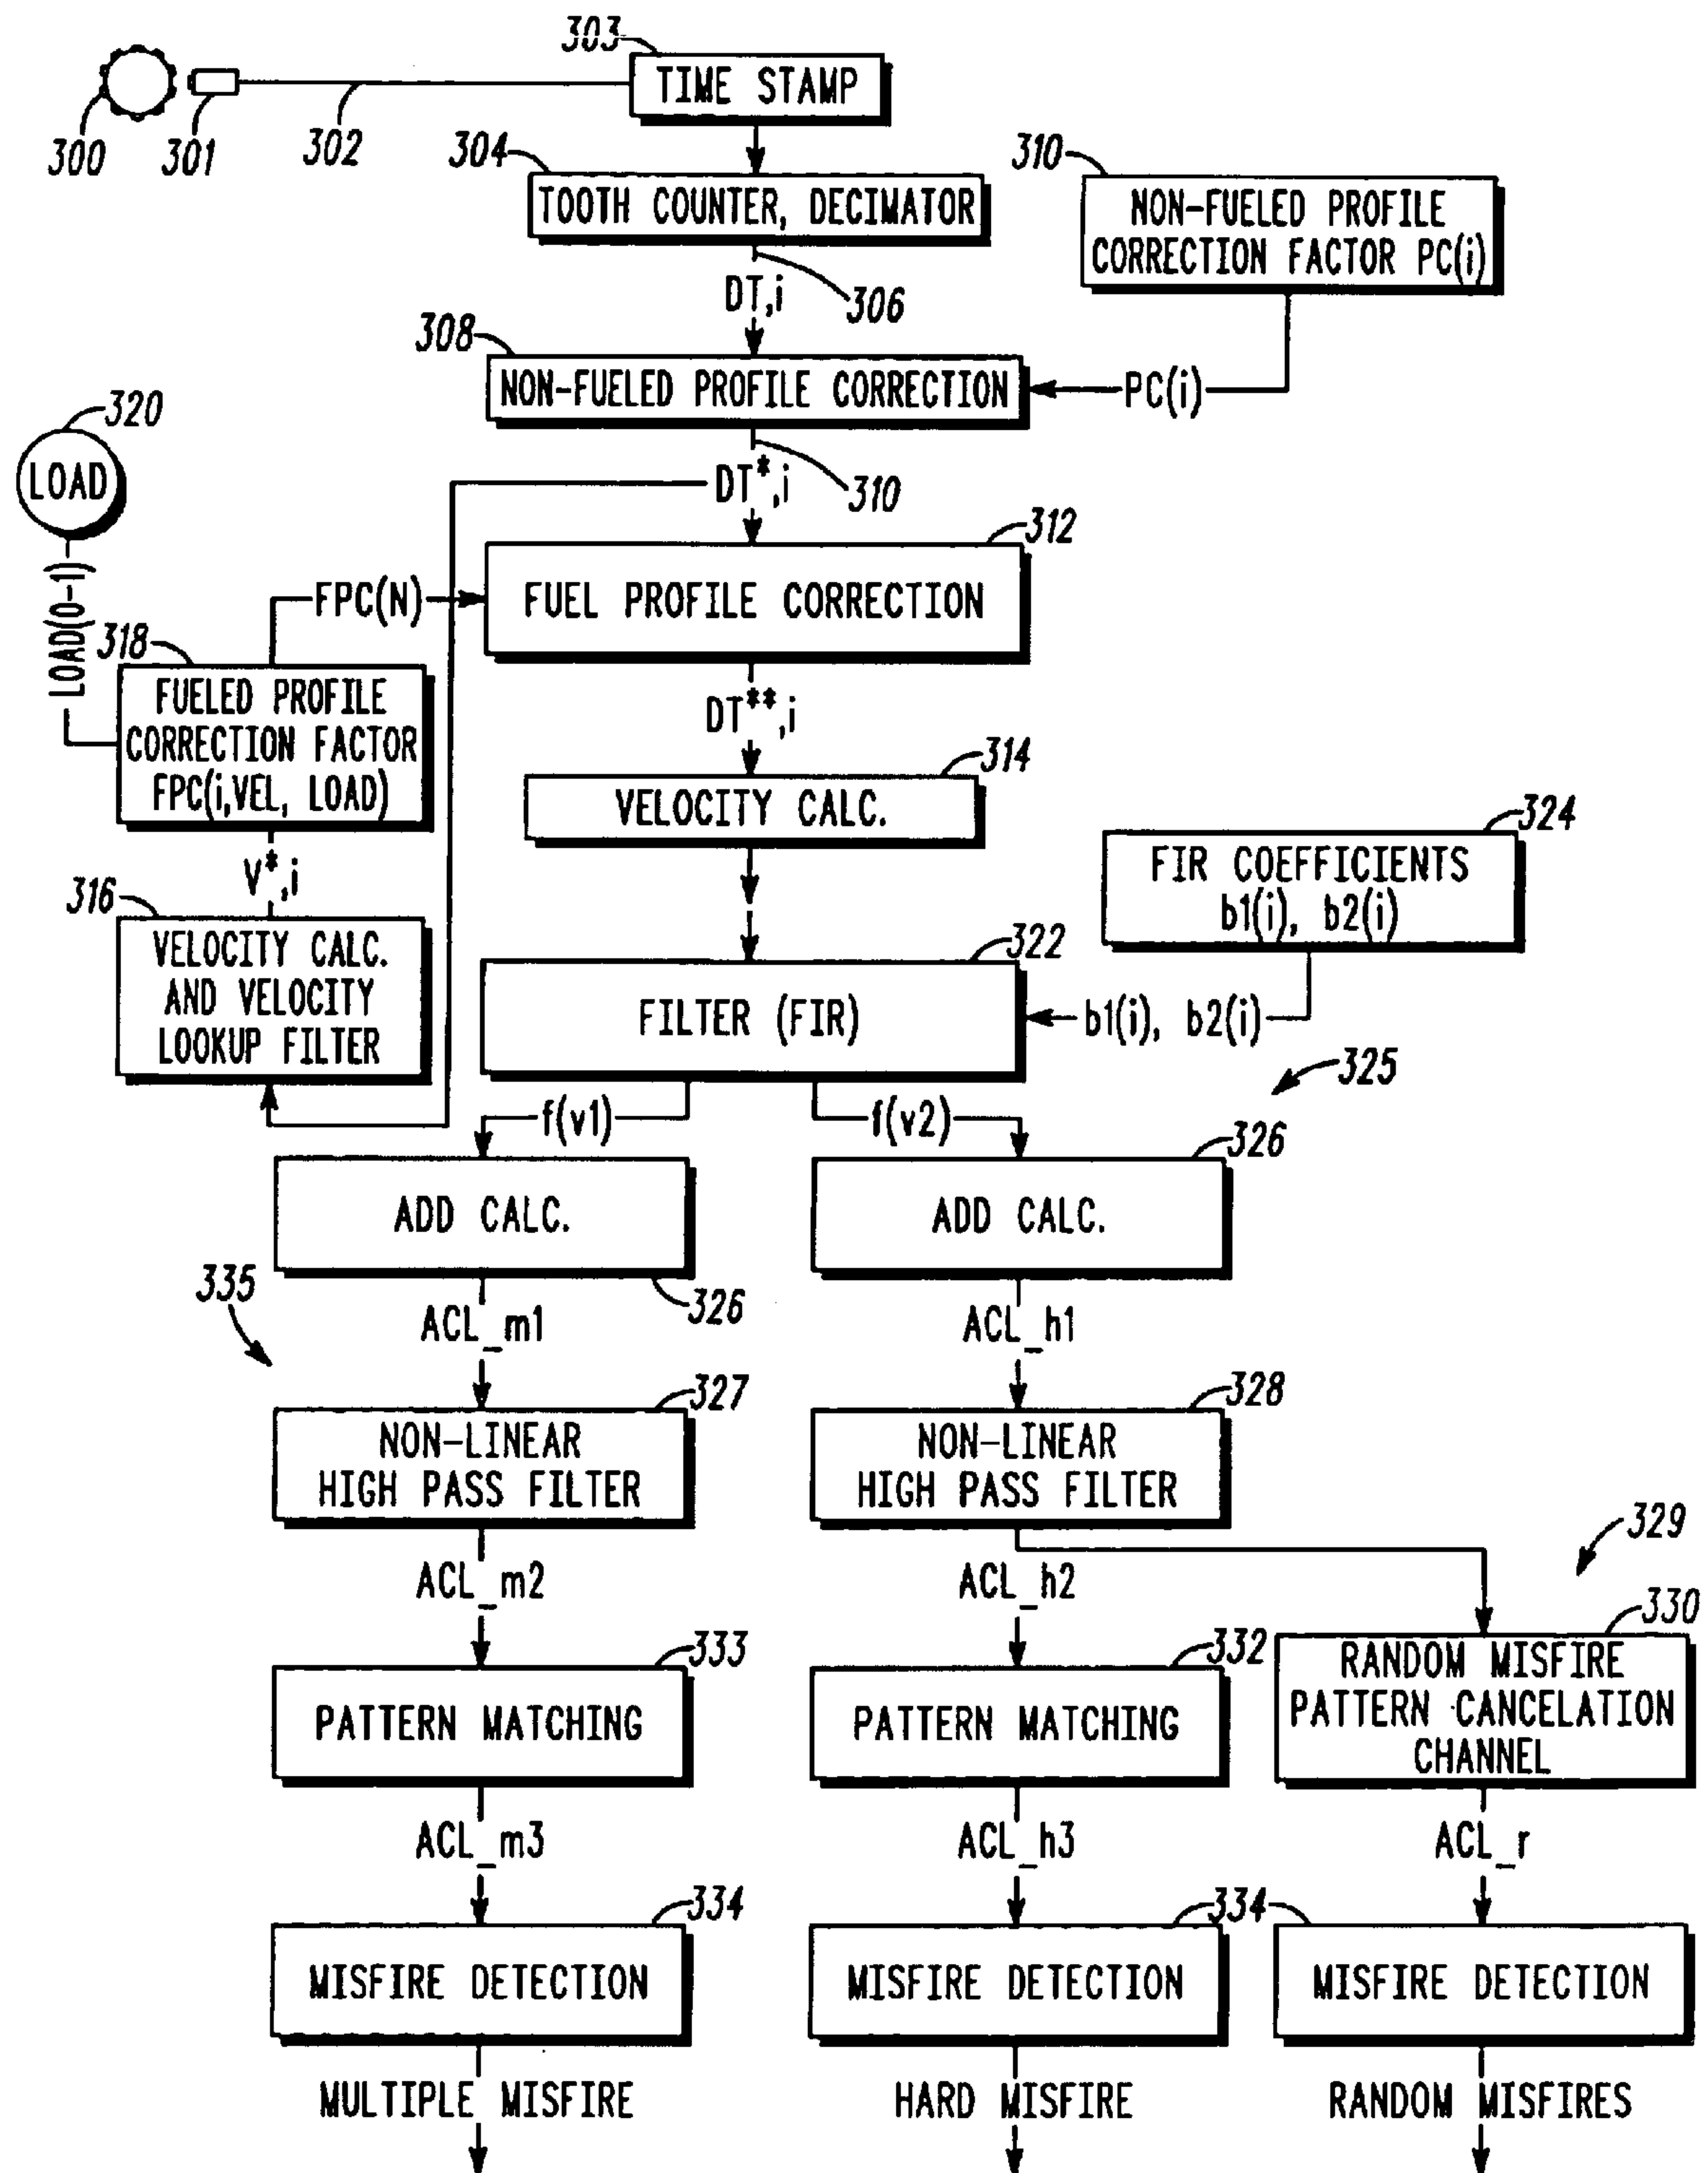 303
TIME STAMP
300
301
302
304
TOOTH COUNTER, DECIMATOR
310
NON-FUELED PROFILE
CORRECTION FACTOR PC(i)
DT,i
306
308
NON-FUELED PROFILE CORRECTION
PC(i)
320
LOAD
DT*,i
310
312
LOAD(0-1)
FPC(N)
FUEL PROFILE CORRECTION
318
FUELED PROFILE
CORRECTION FACTOR
FPC(i,VEL, LOAD)
DT**,i
314
VELOCITY CALC.
324
FIR COEFFICIENTS
b1(i), b2(i)
V*,i
316
VELOCITY CALC.
AND VELOCITY
LOOKUP FILTER
322
FILTER (FIR)
b1(i), b2(i)
325
f(v1)
f(v2)
326
ADD CALC.
ADD CALC.
335
326
ACL_m1
ACL_h1
327
328
NON-LINEAR
HIGH PASS FILTER
NON-LINEAR
HIGH PASS FILTER
329
ACL_m2
ACL_h2
330
333
332
PATTERN MATCHING
PATTERN MATCHING
RANDOM MISFIRE
PATTERN CANCELATION
CHANNEL
ACL_m3
ACL_h3
ACL_r
334
334
MISFIRE DETECTION
MISFIRE DETECTION
MISFIRE DETECTION
MULTIPLE MISFIRE
HARD MISFIRE
RANDOM MISFIRES